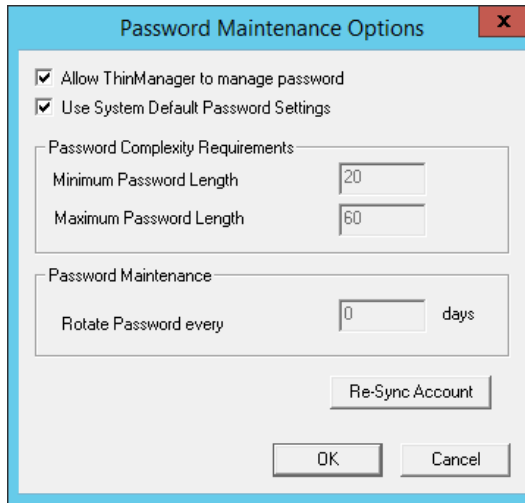 Password Maintenance Options
x
Allow ThinManager to manage password
Use System Default Password Settings
Password Complexity Requirements
Minimum Password Length 20
Maximum Password Length 60
Password Maintenance
Rotate Password every 0 days
Re-Sync Account
OK Cancel